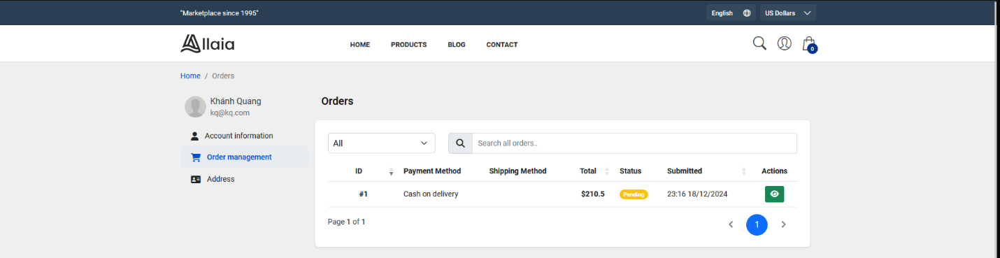 "Marketplace since 1995"
English
US Dollars
Allaia
HOME
PRODUCTS
BLOG
CONTACT
0
Home / Orders
Khánh Quang
kq@kq.com
Account information
Order management
Address
Orders
All
Search all orders..
ID Payment Method Shipping Method Total Status Submitted Actions
#1 Cash on delivery $210.5 Pending 23:16 18/12/2024
Page 1 of 1
1